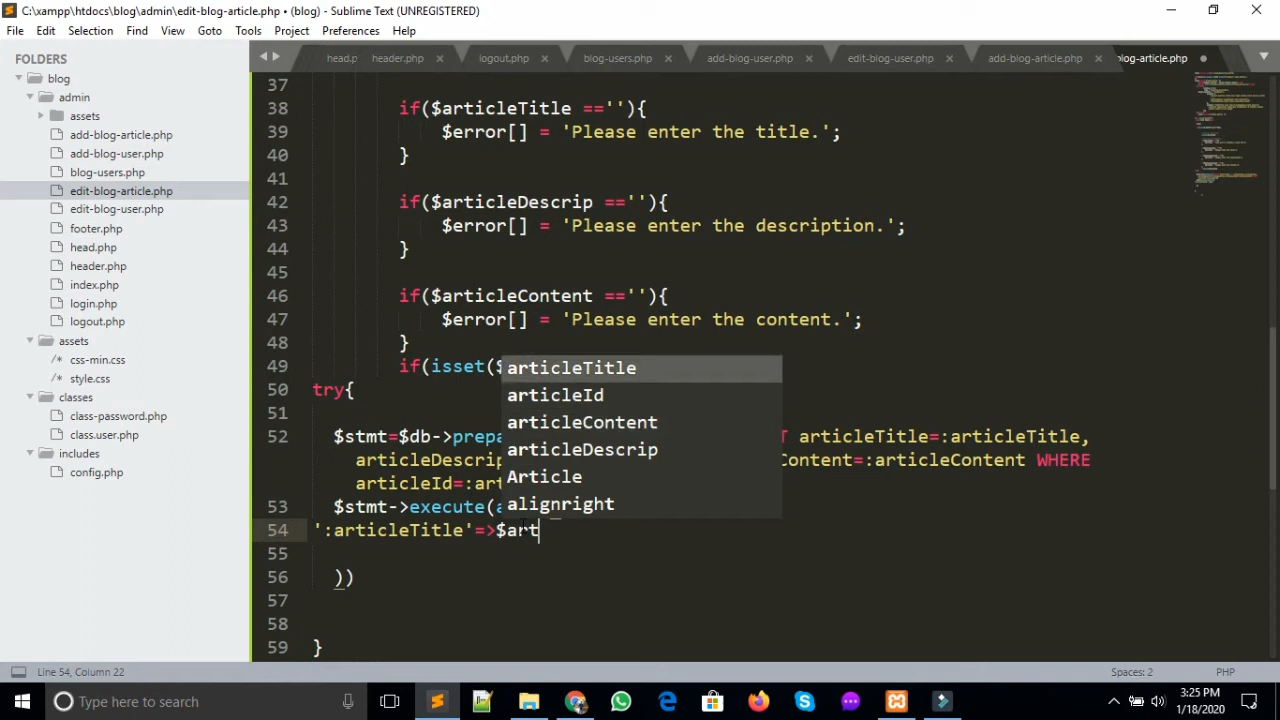 C:\xampp\htdocs\blog\admin\edit-blog-article.php • (blog) - Sublime Text (UNREGISTERED)
File Edit Selection Find View Goto Tools Project Preferences Help
FOLDERS
blog
admin
assets
add-blog-article.php
add-blog-user.php
blog-users.php
edit-blog-article.php
edit-blog-user.php
footer.php
head.php
header.php
index.php
login.php
logout.php
assets
/* css-min.css
/* style.css
classes
class-password.php
class.user.php
includes
config.php
head.p header.php × logout.php × blog-users.php × add-blog-user.php × edit-blog-user.php × add-blog-article.php × blog-article.php •
37
38 if($articleTitle ==''){
39 $error[] = 'Please enter the title.';
40 }
41
42 if($articleDescrip ==''){
43 $error[] = 'Please enter the description.';
44 }
45
46 if($articleContent ==''){
47 $error[] = 'Please enter the content.';
48 }
49 if(isset($
50 try{
51
52 $stmt=$db->prepa articleTitle=:articleTitle,
articleDescrip Content=:articleContent WHERE
articleId=:art
53 $stmt->execute(a
54 ':articleTitle'=>$art
55
56 ))
57
58
59 }
articleTitle
articleId
articleContent
articleDescrip
Article
alignright
Line 54, Column 22 Spaces: 2 PHP
Type here to search
3:25 PM
1/18/2020